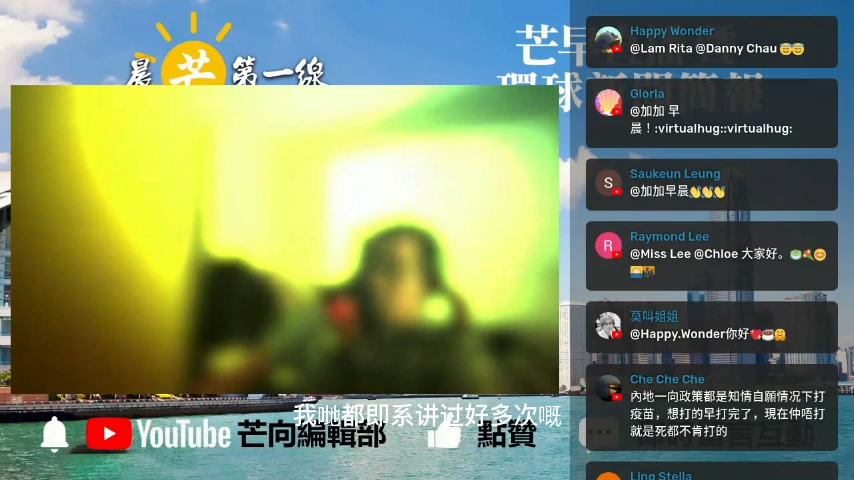 晨芒第一線
我哋都即系讲过好多次嘅
YouTube 芒向編輯部
點贊
Happy Wonder
@Lam Rita @Danny Chau 😇😇
Gloria
@加加 早
晨！:virtualhug::virtualhug:
Saukeun Leung
@加加早晨👋👋👋
Raymond Lee
@Miss Lee @Chloe 大家好。
莫叫姐姐
@Happy.Wonder你好
Che Che Che
內地一向政策都是知情自願情況下打
疫苗，想打的早打完了，現在仲唔打
就是死都不肯打的
Ling Stella